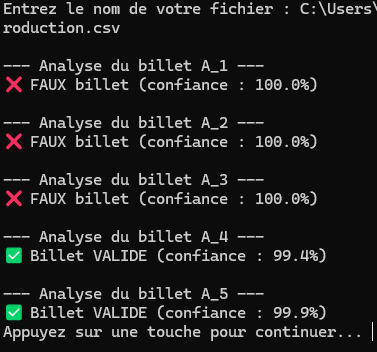 Entrez le nom de votre fichier : C:\Users\
roduction.csv
--- Analyse du billet A_1 ---
❌ FAUX billet (confiance : 100.0%)
--- Analyse du billet A_2 ---
❌ FAUX billet (confiance : 100.0%)
--- Analyse du billet A_3 ---
❌ FAUX billet (confiance : 100.0%)
--- Analyse du billet A_4 ---
✅ Billet VALIDE (confiance : 99.4%)
--- Analyse du billet A_5 ---
✅ Billet VALIDE (confiance : 99.9%)
Appuyez sur une touche pour continuer...